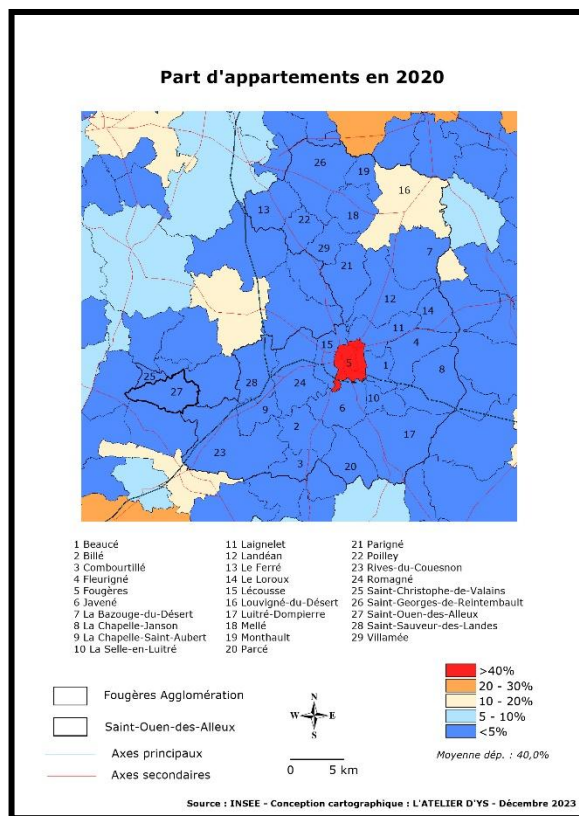 Part d'appartements en 2020
26
19
16
13
22
18
29
7
21
12
14
11
15
4
5
1
8
25
27
28
24
10
9
6
2
17
23
3
20
1 Beaucé
2 Billé
3 Combourtillé
4 Fleurigné
5 Fougères
6 Javené
7 La Bazouge-du-Désert
8 La Chapelle-Janson
9 La Chapelle-Saint-Aubert
10 La Selle-en-Luitré
11 Laignelet
12 Landéan
13 Le Ferré
14 Le Loroux
15 Lécousse
16 Louvigné-du-Désert
17 Luitré-Dompierre
18 Mellé
19 Monthault
20 Parcé
21 Parigné
22 Poilley
23 Rives-du-Couesnon
24 Romagné
25 Saint-Christophe-de-Valains
26 Saint-Georges-de-Reintembault
27 Saint-Ouen-des-Alleux
28 Saint-Sauveur-des-Landes
29 Villamée
Fougères Agglomération
Saint-Ouen-des-Alleux
Axes principaux
Axes secondaires
N
W E
S
0 5 km
>40%
20 - 30%
10 - 20%
5 - 10%
<5%
Moyenne dép. : 40,0%
Source : INSEE - Conception cartographique : L'ATELIER D'YS - Décembre 2023